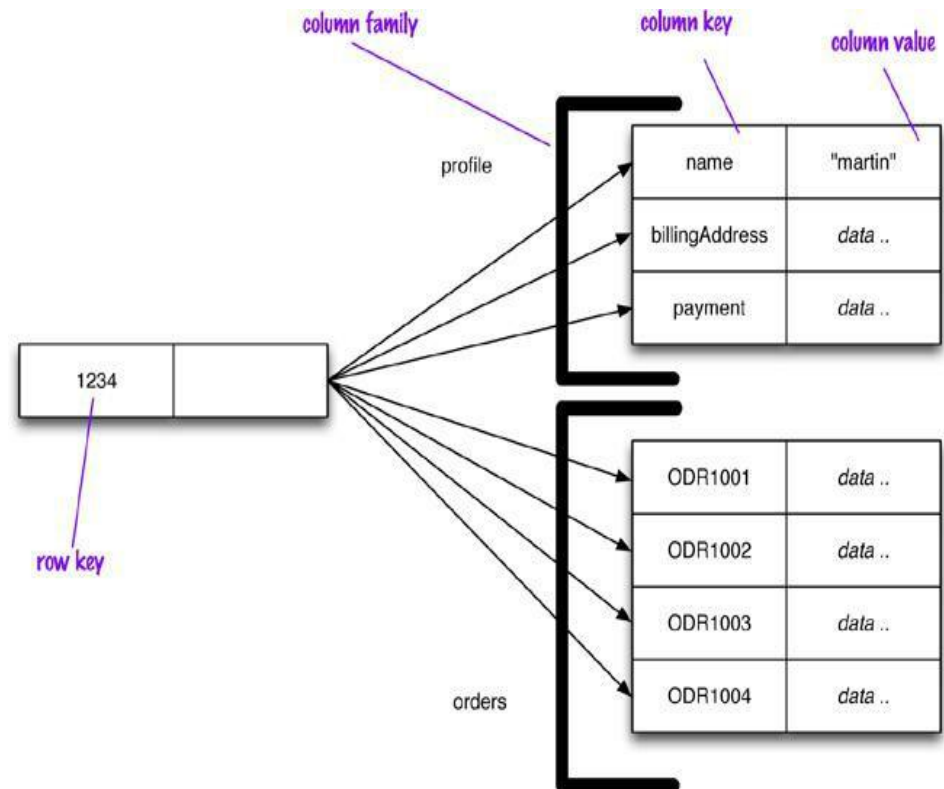 column family
column key
column value
profile
name
"martin"
billingAddress
data ..
payment
data ..
1234
row key
orders
ODR1001
data ..
ODR1002
data ..
ODR1003
data ..
ODR1004
data ..